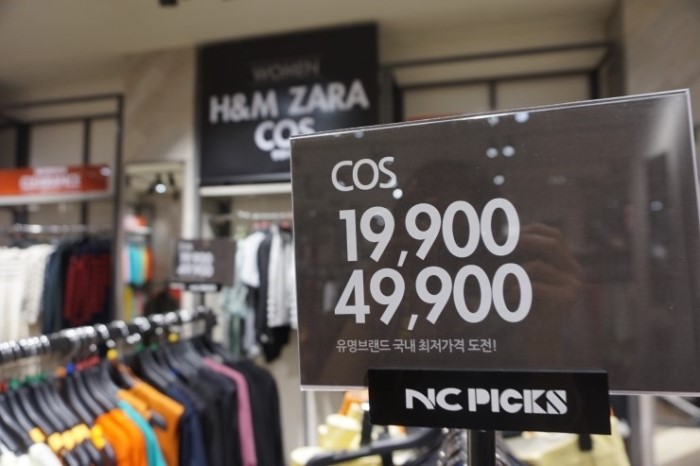 WOMEN
H&M ZARA
COS
COS
19,900
49,900
유명브랜드 국내 최저가격 도전!
NC PICKS